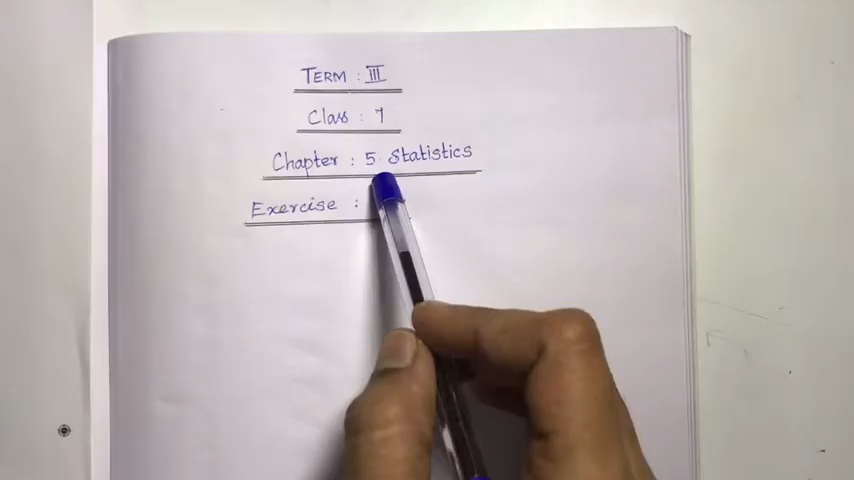 Term : III
Class : 7
Chapter : 5 Statistics
Exercise :